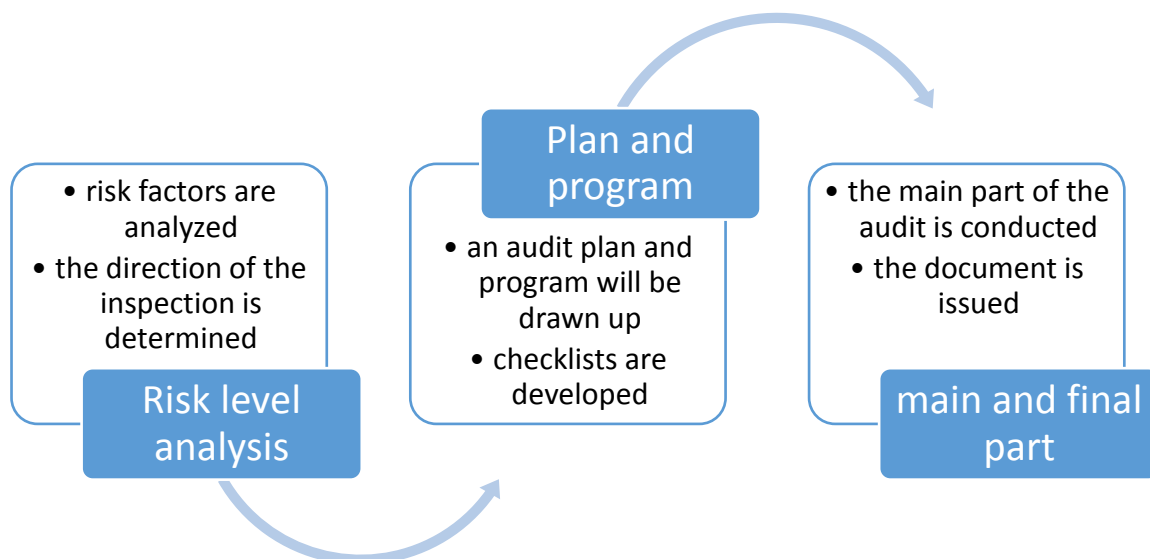 • risk factors are
analyzed
• the direction of the
inspection is
determined
Risk level
analysis
Plan and
program
• an audit plan and
program will be
drawn up
• checklists are
developed
• the main part of the
audit is conducted
• the document is
issued
main and final
part